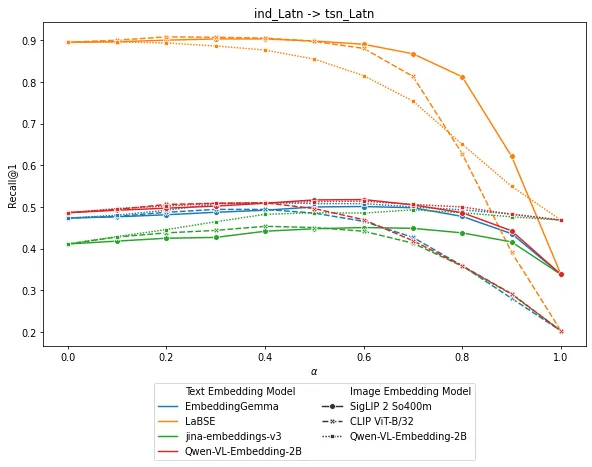 ind_Latn -> tsn_Latn
Recall@1
0.9
0.8
0.7
0.6
0.5
0.4
0.3
0.2
0.0 0.2 0.4 0.6 0.8 1.0
α
Text Embedding Model Image Embedding Model
EmbeddingGemma SigLIP 2 So400m
LaBSE CLIP ViT-B/32
jina-embeddings-v3 Qwen-VL-Embedding-2B
Qwen-VL-Embedding-2B